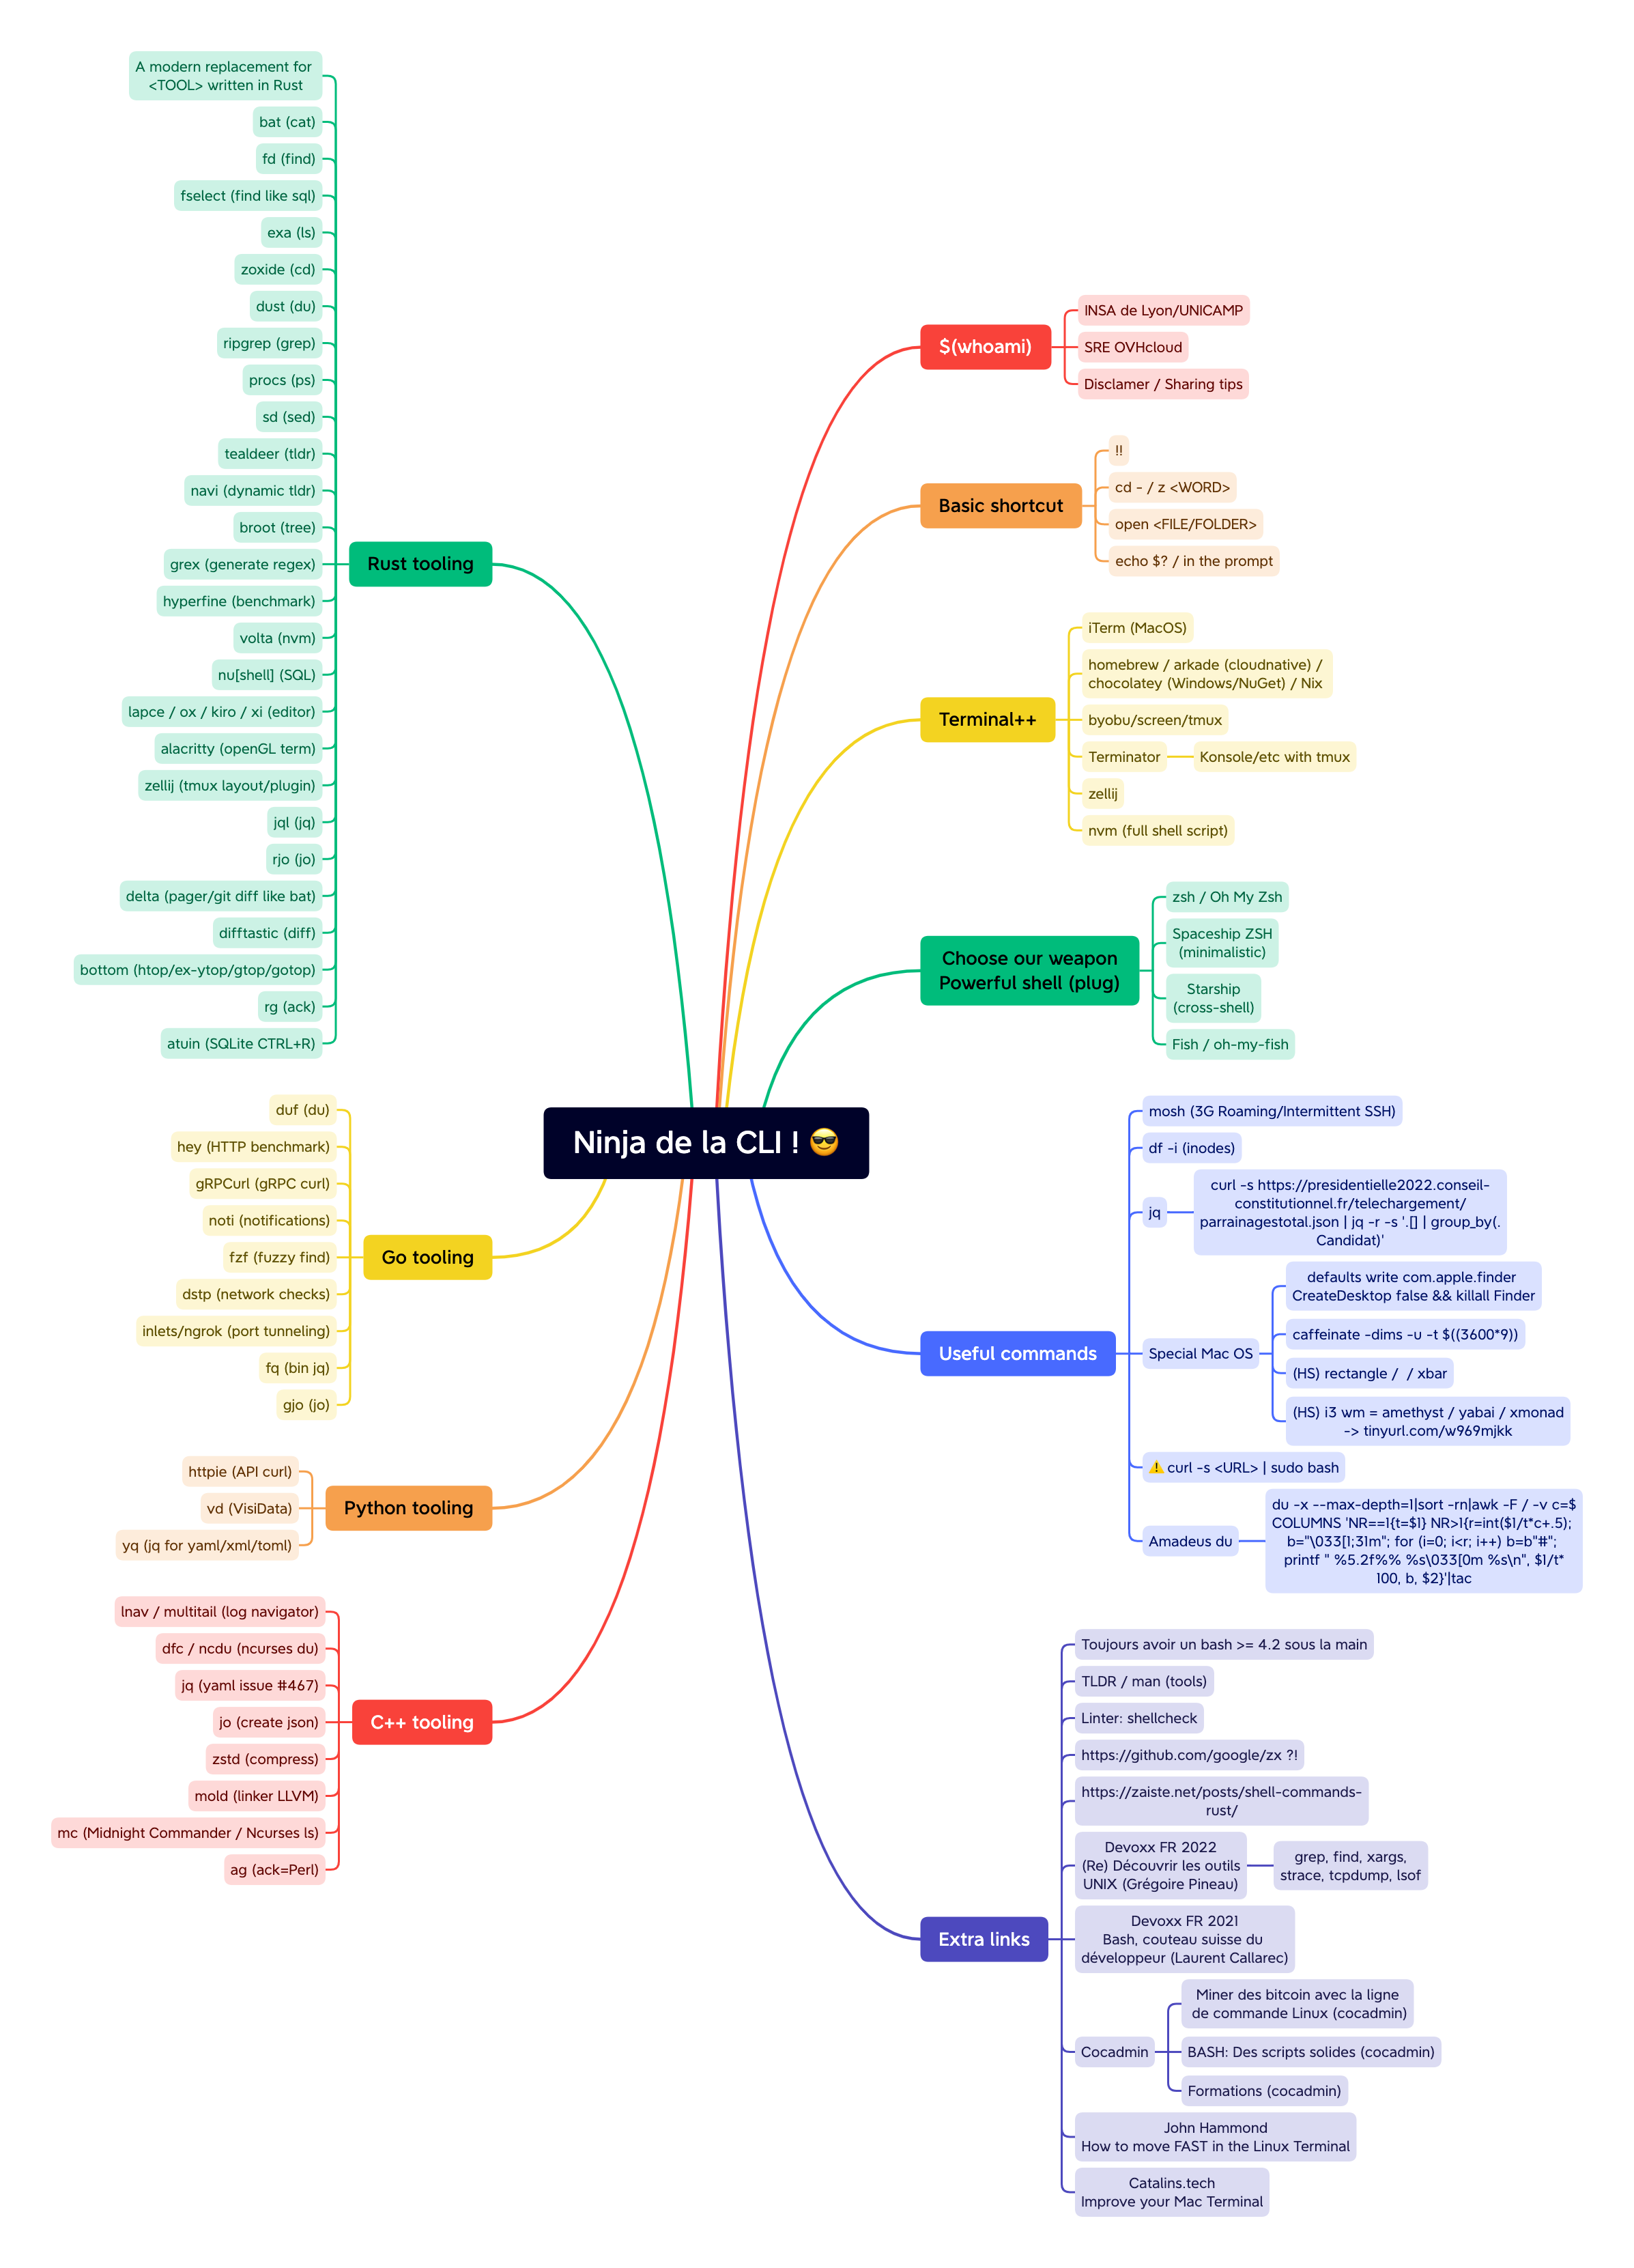 Ninja de la CLI ! 😎
$(whoami)
INSA de Lyon/UNICAMP
SRE OVHcloud
Disclamer / Sharing tips
Basic shortcut
!!
cd - / z <WORD>
open <FILE/FOLDER>
echo $? / in the prompt
Terminal++
iTerm (MacOS)
homebrew / arkade (cloudnative) /
chocolatey (Windows/NuGet) / Nix
byobu/screen/tmux
Terminator
Konsole/etc with tmux
zellij
nvm (full shell script)
Choose our weapon
Powerful shell (plug)
zsh / Oh My Zsh
Spaceship ZSH
(minimalistic)
Starship
(cross-shell)
Fish / oh-my-fish
Useful commands
mosh (3G Roaming/Intermittent SSH)
df -i (inodes)
jq
curl -s https://presidentielle2022.conseil-
constitutionnel.fr/telechargement/
parrainagestotal.json | jq -r -s '.[] | group_by(.
Candidat)'
Special Mac OS
defaults write com.apple.finder
CreateDesktop false && killall Finder
caffeinate -dims -u -t $((3600*9))
(HS) rectangle /  / xbar
(HS) i3 wm = amethyst / yabai / xmonad
-> tinyurl.com/w969mjkk
⚠️ curl -s <URL> | sudo bash
Amadeus du
du -x --max-depth=1|sort -rn|awk -F / -v c=$
COLUMNS 'NR==1{t=$1} NR>1{r=int($1/t*c+.5);
b="\033[1;31m"; for (i=0; i<r; i++) b=b"#";
printf " %5.2f%% %s\033[0m %s\n", $1/t*
100, b, $2}'|tac
Extra links
Toujours avoir un bash >= 4.2 sous la main
TLDR / man (tools)
Linter: shellcheck
https://github.com/google/zx ?!
https://zaiste.net/posts/shell-commands-
rust/
Devoxx FR 2022
(Re) Découvrir les outils
UNIX (Grégoire Pineau)
grep, find, xargs,
strace, tcpdump, lsof
Devoxx FR 2021
Bash, couteau suisse du
développeur (Laurent Callarec)
Cocadmin
Miner des bitcoin avec la ligne
de commande Linux (cocadmin)
BASH: Des scripts solides (cocadmin)
Formations (cocadmin)
John Hammond
How to move FAST in the Linux Terminal
Catalins.tech
Improve your Mac Terminal
Rust tooling
A modern replacement for
<TOOL> written in Rust
bat (cat)
fd (find)
fselect (find like sql)
exa (ls)
zoxide (cd)
dust (du)
ripgrep (grep)
procs (ps)
sd (sed)
tealdeer (tldr)
navi (dynamic tldr)
broot (tree)
grex (generate regex)
hyperfine (benchmark)
volta (nvm)
nu[shell] (SQL)
lapce / ox / kiro / xi (editor)
alacritty (openGL term)
zellij (tmux layout/plugin)
jql (jq)
rjo (jo)
delta (pager/git diff like bat)
difftastic (diff)
bottom (htop/ex-ytop/gtop/gotop)
rg (ack)
atuin (SQLite CTRL+R)
Go tooling
duf (du)
hey (HTTP benchmark)
gRPCurl (gRPC curl)
noti (notifications)
fzf (fuzzy find)
dstp (network checks)
inlets/ngrok (port tunneling)
fq (bin jq)
gjo (jo)
Python tooling
httpie (API curl)
vd (VisiData)
yq (jq for yaml/xml/toml)
C++ tooling
lnav / multitail (log navigator)
dfc / ncdu (ncurses du)
jq (yaml issue #467)
jo (create json)
zstd (compress)
mold (linker LLVM)
mc (Midnight Commander / Ncurses ls)
ag (ack=Perl)